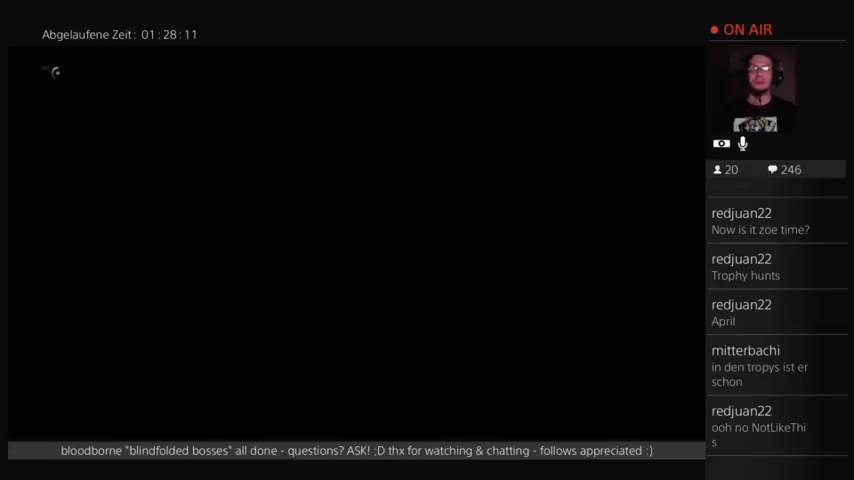 Abgelaufene Zeit: 01:28:11
ON AIR
20
246
redjuan22
Now is it zoe time?
redjuan22
Trophy hunts
redjuan22
April
mitterbachi
in den tropys ist er
schon
redjuan22
ooh no NotLikeThi
s
bloodborne "blindfolded bosses" all done - questions? ASK! ;D thx for watching & chatting - follows appreciated :)